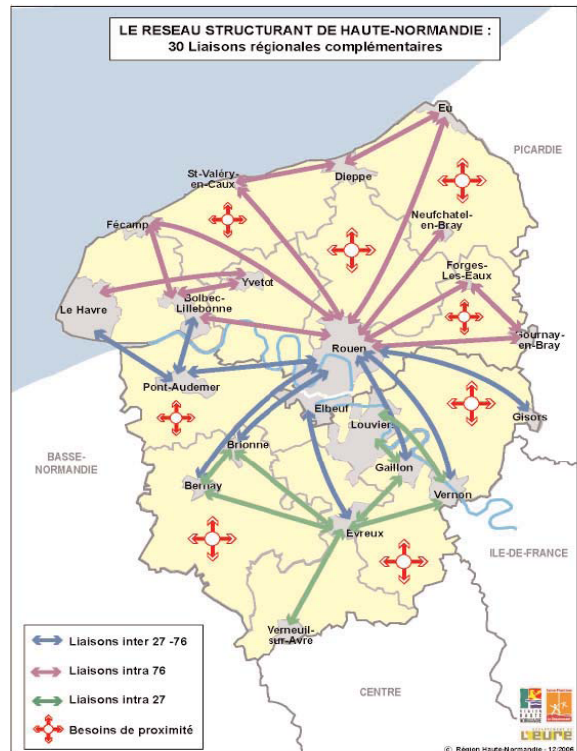 LE RESEAU STRUCTURANT DE HAUTE-NORMANDIE :
30 Liaisons régionales complémentaires
Eu
PICARDIE
St-Valéry-
en-Caux
Dieppe
Neufchatel-
en-Bray
Fécamp
Forges-
Les-Eaux
Yvetot
Le Havre
Bolbec-
Lillebonne
Rouen
Gournay-
en-Bray
Pont-Audemer
Elbeuf
Gisors
Louviers
BASSE-
NORMANDIE
Brionne
Gaillon
Bernay
Vernon
Evreux
ILE-DE-FRANCE
Verneuil-
sur-Avre
Liaisons inter 27 -76
Liaisons intra 76
Liaisons intra 27
Besoins de proximité
CENTRE
L'eure
© Région Haute-Normandie - 12/2006